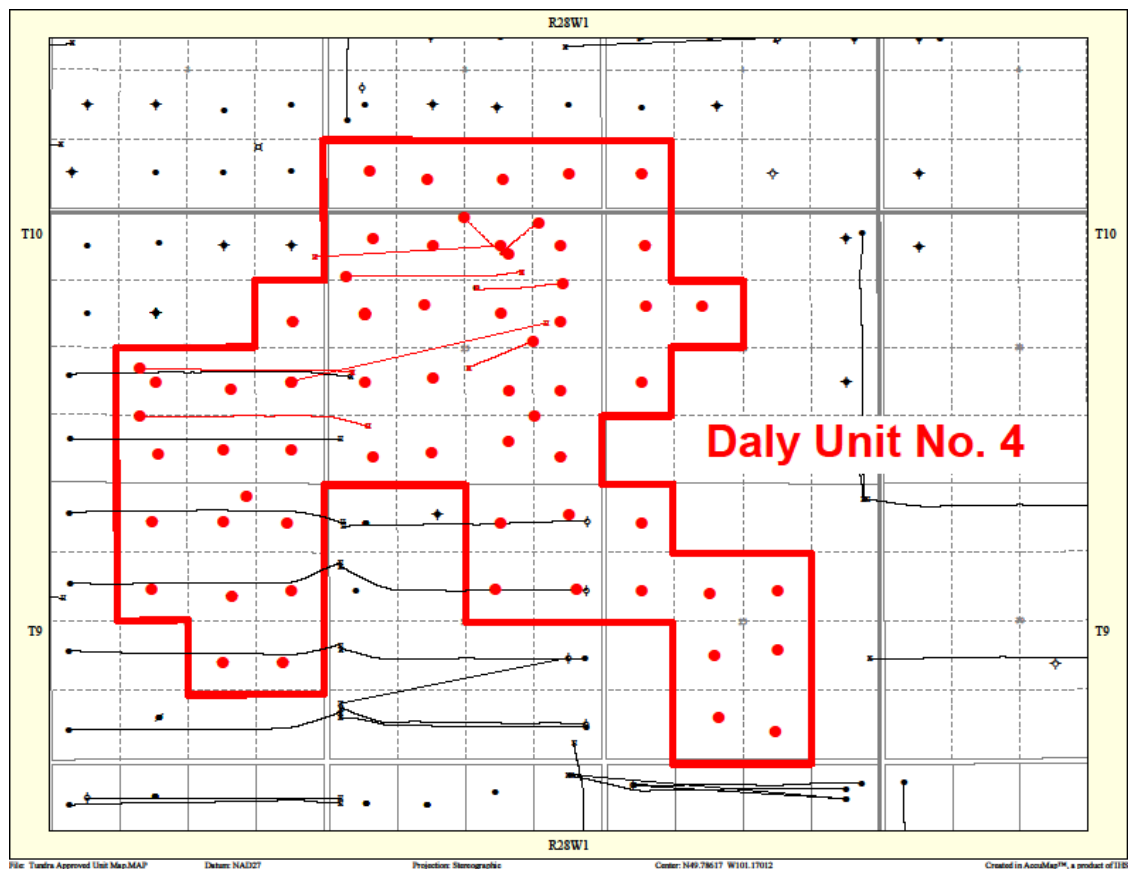 R28W1
T10 T10
Daly Unit No. 4
T9 T9
R28W1
File: Tundra Approved Unit Map.MAP Datum: NAD27 Projection: Stereographic Center: N49.78617 W101.17012 Created in AccuMap™, a product of IHS